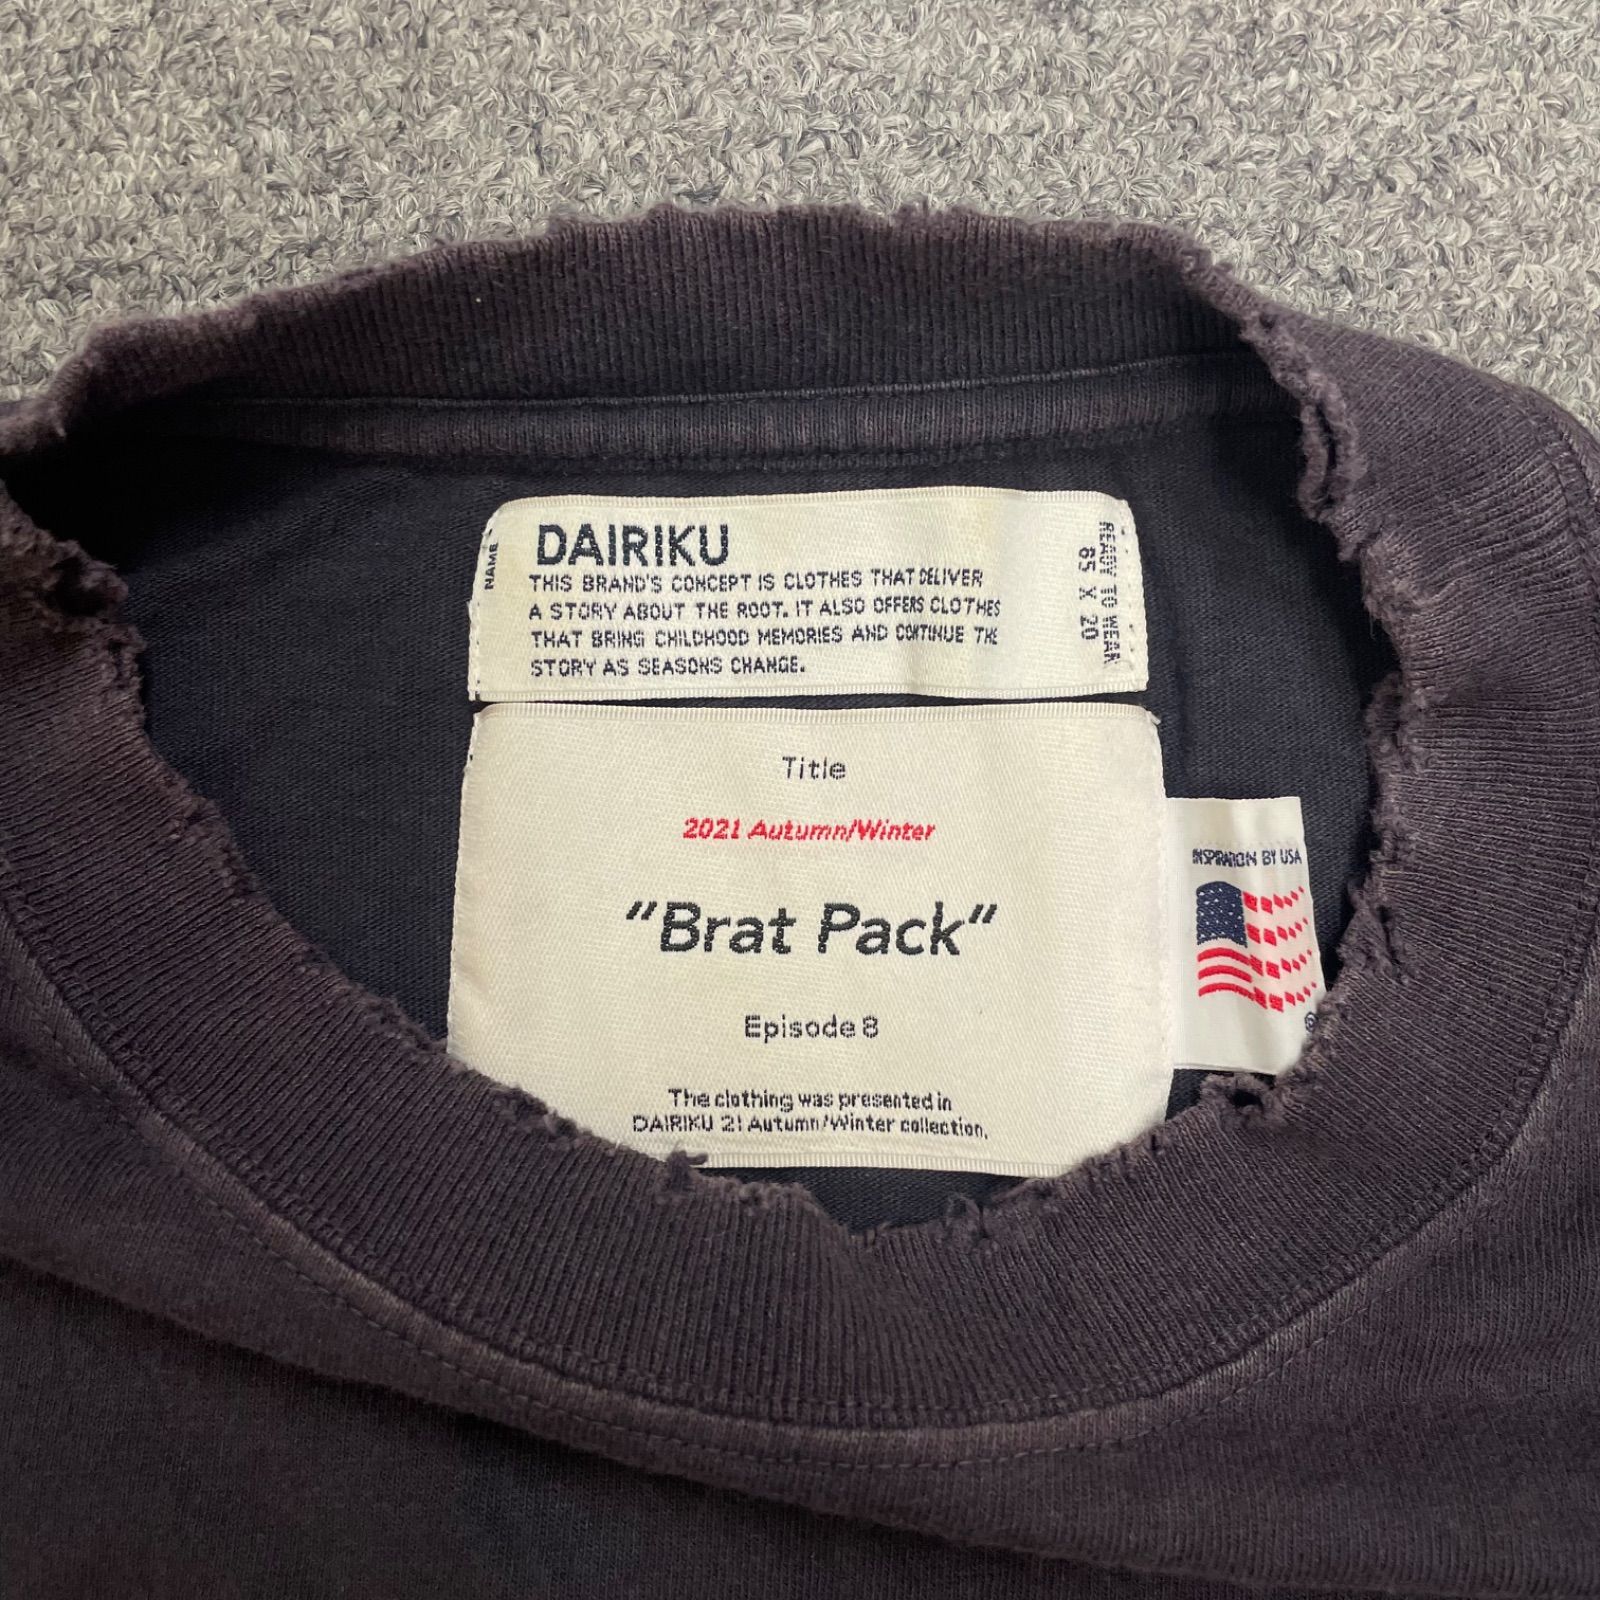 NAME
DAIRIKU
THIS BRAND'S CONCEPT IS CLOTHES THAT DELIVER
A STORY ABOUT THE ROOT. IT ALSO OFFERS CLOTHES
THAT BRING CHILDHOOD MEMORIES AND CONTINUE THE
STORY AS SEASONS CHANGE.
READY TO WEAR
65 X 20
Title
2021 Autumn/Winter
"Brat Pack"
Episode 8
The clothing was presented in
DAIRIKU 21 Autumn/Winter collection.
INSPIRATION BY USA